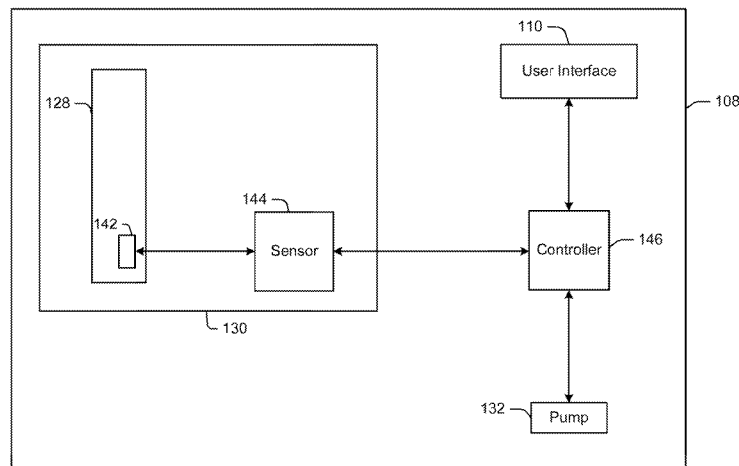 110
User Interface
108
128
142
144
Sensor
Controller
146
130
132
Pump